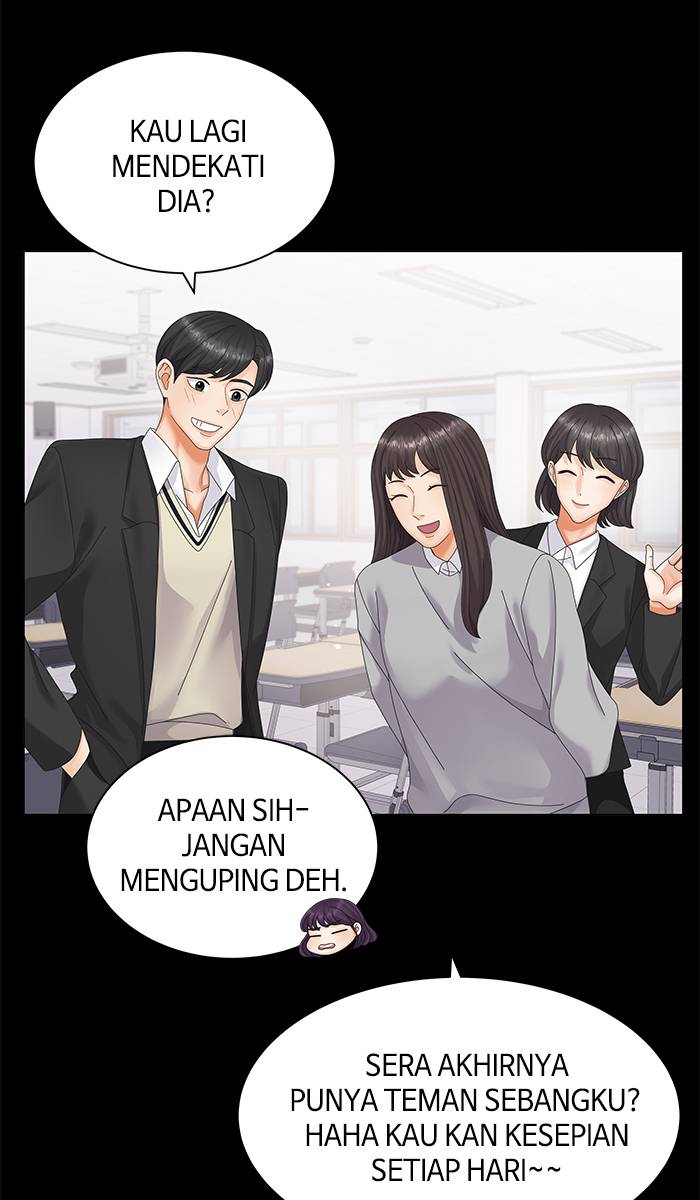 KAU LAGI
MENDEKATI
DIA?
APAAN SIH-
JANGAN
MENGUPING DEH.
SERA AKHIRNYA
PUNYA TEMAN SEBANGKU?
HAHA KAU KAN KESEPIAN
SETIAP HARI~~